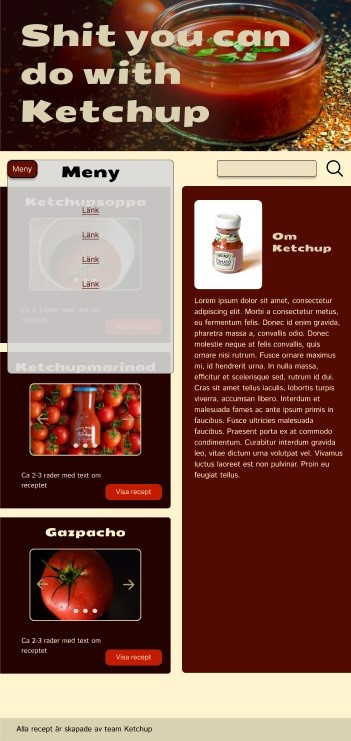 Shit you can
do with
Ketchup
Meny
Meny
Ketchupsoppa
Länk
Länk
Länk
Länk
Ca 2-3 rader med text om
receptet
Visa recept
Ketchupmarinad
Ca 2-3 rader med text om
receptet
Visa recept
Gazpacho
Ca 2-3 rader med text om
receptet
Visa recept
HEINZ
TOMATO
Om
Ketchup
Lorem ipsum dolor sit amet, consectetur
adipiscing elit. Morbi a consectetur metus,
eu fermentum felis. Donec id enim gravida,
pharetra massa a, convallis odio. Donec
molestie neque at felis convallis, quis
ornare nisi rutrum. Fusce ornare maximus
mi, id hendrerit urna. In nulla massa,
efficitur et scelerisque sed, rutrum id dui.
Cras sit amet tellus iaculis, lobortis turpis
viverra, accumsan libero. Interdum et
malesuada fames ac ante ipsum primis in
faucibus. Fusce ultricies malesuada
faucibus. Praesent porta ex at commodo
condimentum. Curabitur interdum gravida
leo, vitae dictum urna volutpat vel. Vivamus
luctus laoreet est non pulvinar. Proin eu
feugiat tellus.
Alla recept är skapade av team Ketchup